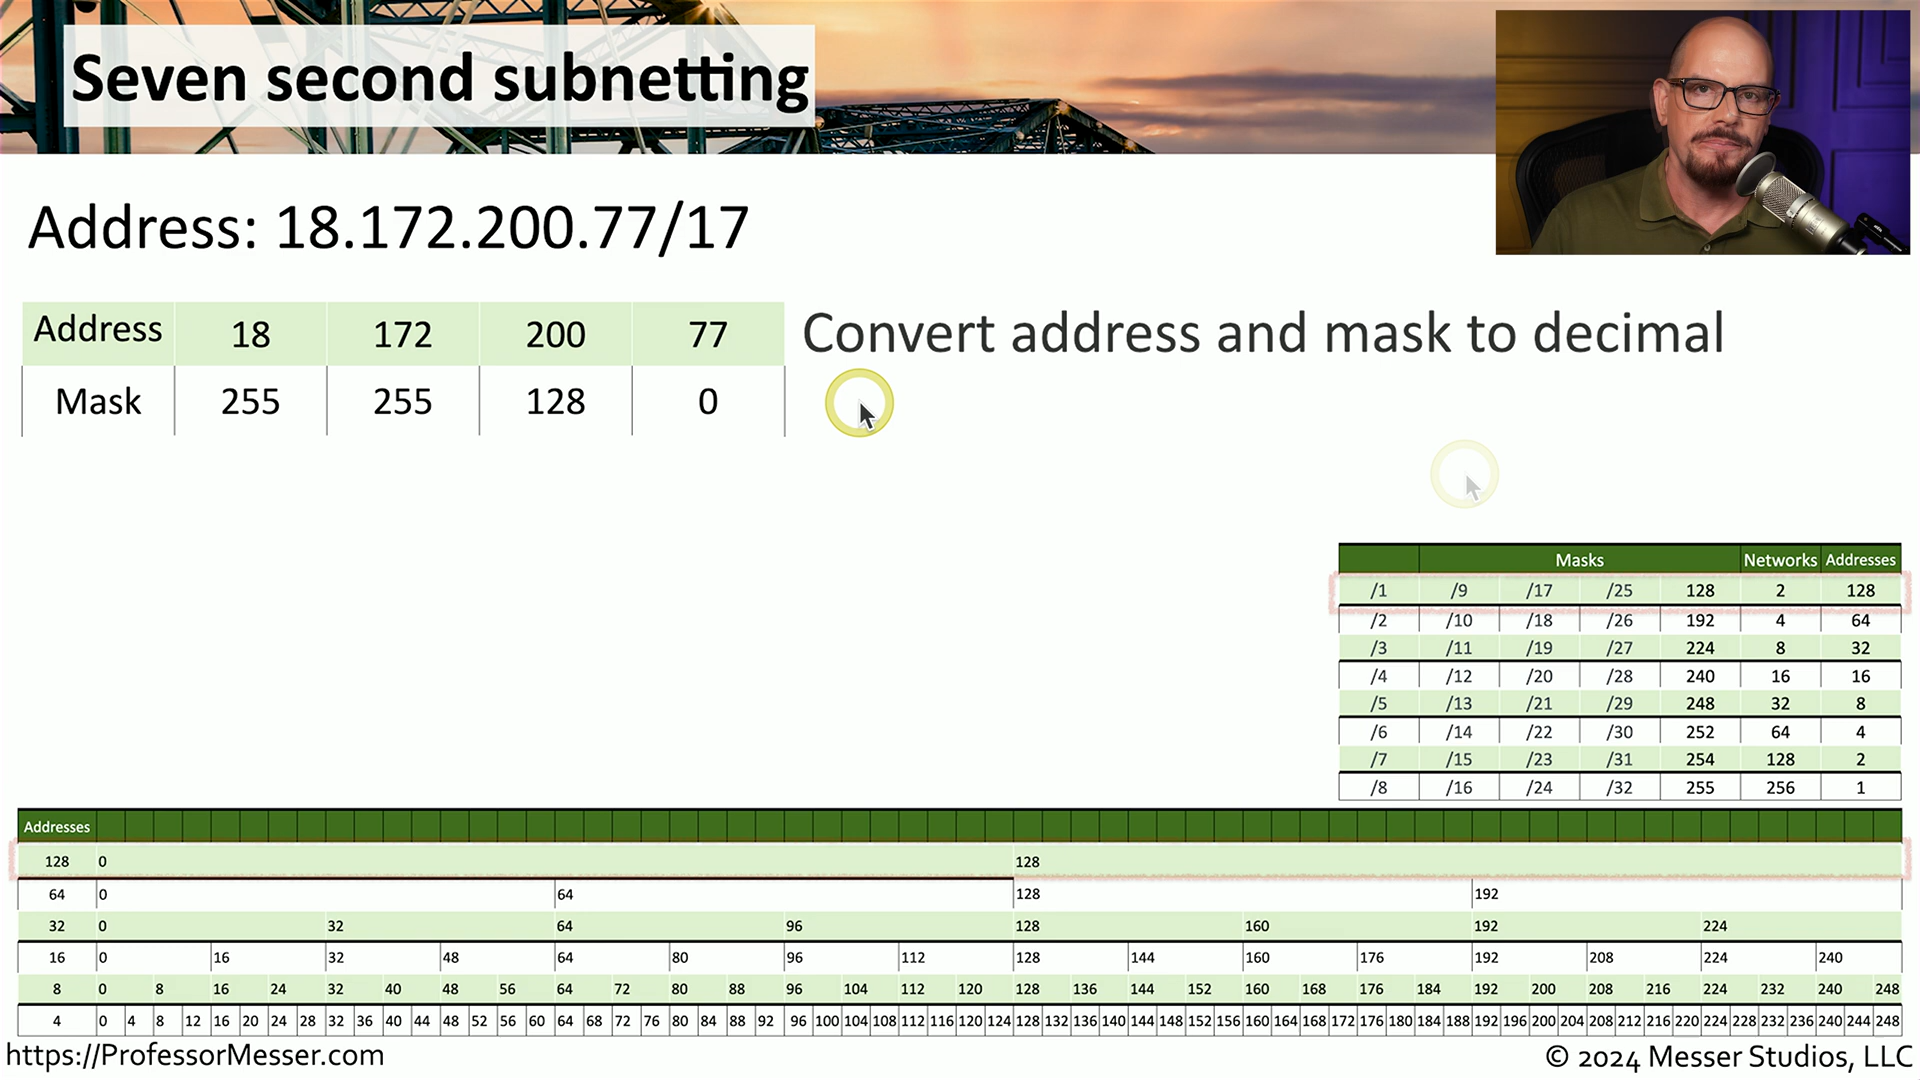 Seven second subnetting
Address: 18.172.200.77/17
Address 18 172 200 77
Convert address and mask to decimal
Mask 255 255 128 0
Masks Networks Addresses
/1 /9 /17 /25 128 2 128
/2 /10 /18 /26 192 4 64
/3 /11 /19 /27 224 8 32
/4 /12 /20 /28 240 16 16
/5 /13 /21 /29 248 32 8
/6 /14 /22 /30 252 64 4
/7 /15 /23 /31 254 128 2
/8 /16 /24 /32 255 256 1
Addresses
128 0 128
64 0 64 128 192
32 0 32 64 96 128 160 192 224
16 0 16 32 48 64 80 96 112 128 144 160 176 192 208 224 240
8 0 8 16 24 32 40 48 56 64 72 80 88 96 104 112 120 128 136 144 152 160 168 176 184 192 200 208 216 224 232 240 248
4 0 4 8 12 16 20 24 28 32 36 40 44 48 52 56 60 64 68 72 76 80 84 88 92 96 100 104 108 112 116 120 124 128 132 136 140 144 148 152 156 160 164 168 172 176 180 184 188 192 196 200 204 208 212 216 220 224 228 232 236 240 244 248
https://ProfessorMesser.com
© 2024 Messer Studios, LLC